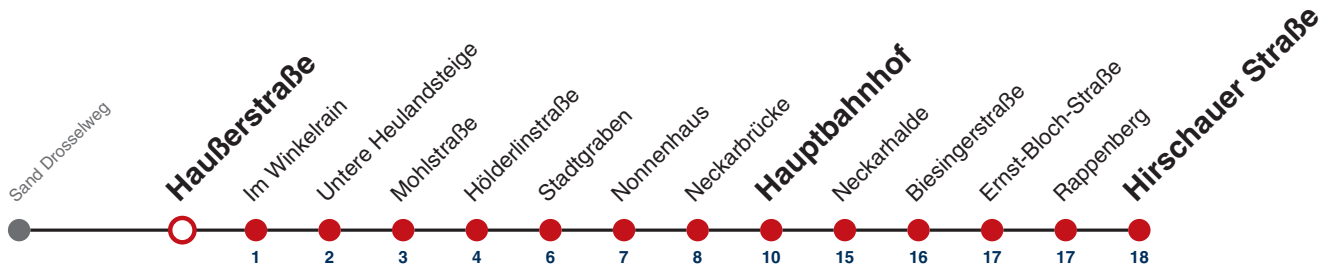 Sand Drosselweg
Haußerstraße
Im Winkelrain
Untere Heulandsteige
Mohlstraße
Hölderlinstraße
Stadtgraben
Nonnenhaus
Neckarbrücke
Hauptbahnhof
Neckarhalde
Biesingerstraße
Ernst-Bloch-Straße
Rappenberg
Hirschauer Straße
1 2 3 4 6 7 8 10 15 16 17 17 18